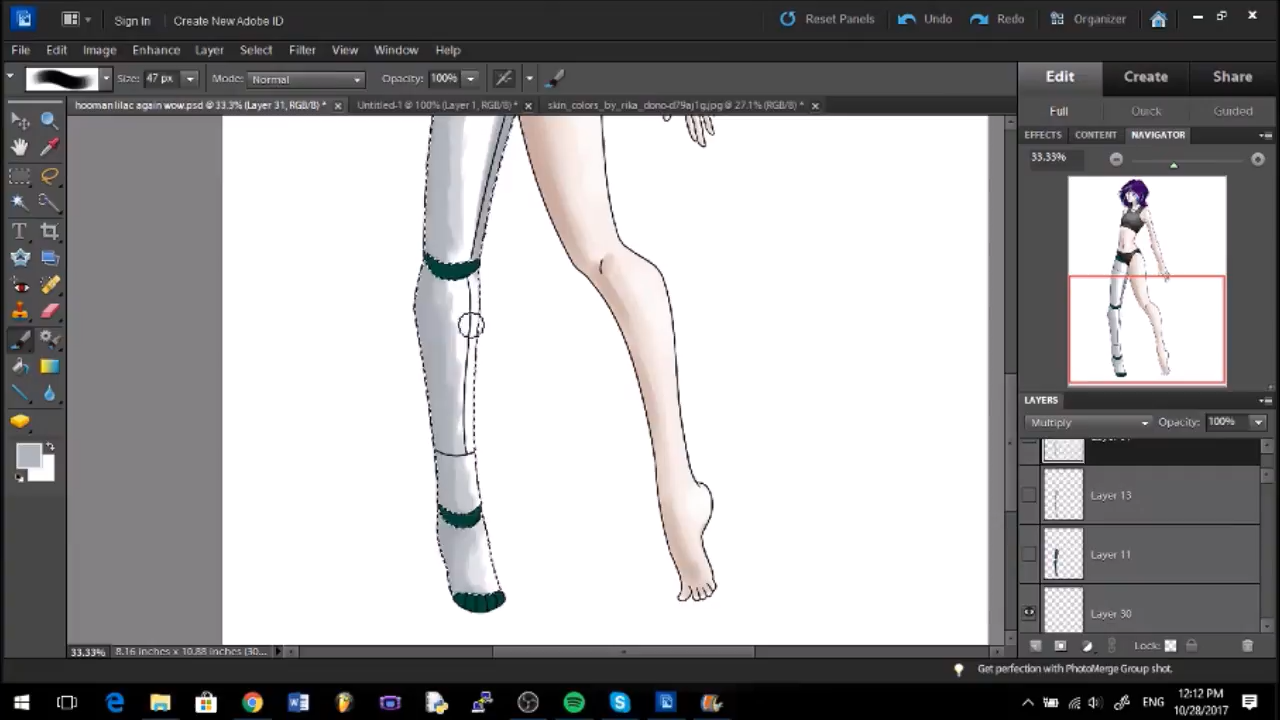 Sign In Create New Adobe ID Reset Panels Undo Redo Organizer
File Edit Image Enhance Layer Select Filter View Window Help
Size: 47 px Mode: Normal Opacity: 100% Edit Create Share
hooman lilac again wow.psd @ 33.3% (Layer 31, RGB/8) * Untitled-1 @ 100% (Layer 1, RGB/8) * skin_colors_by_rika_dono-d79aj1g.jpg @ 27.1% (RGB/8) * Full Quick Guided
EFFECTS CONTENT NAVIGATOR
33.33%
LAYERS
Multiply Opacity: 100%
Layer 13
Layer 11
Layer 30
Lock:
33.33% 8.16 inches x 10.88 inches (30...
Get perfection with PhotoMerge Group shot.
ENG 12:12 PM
10/28/2017